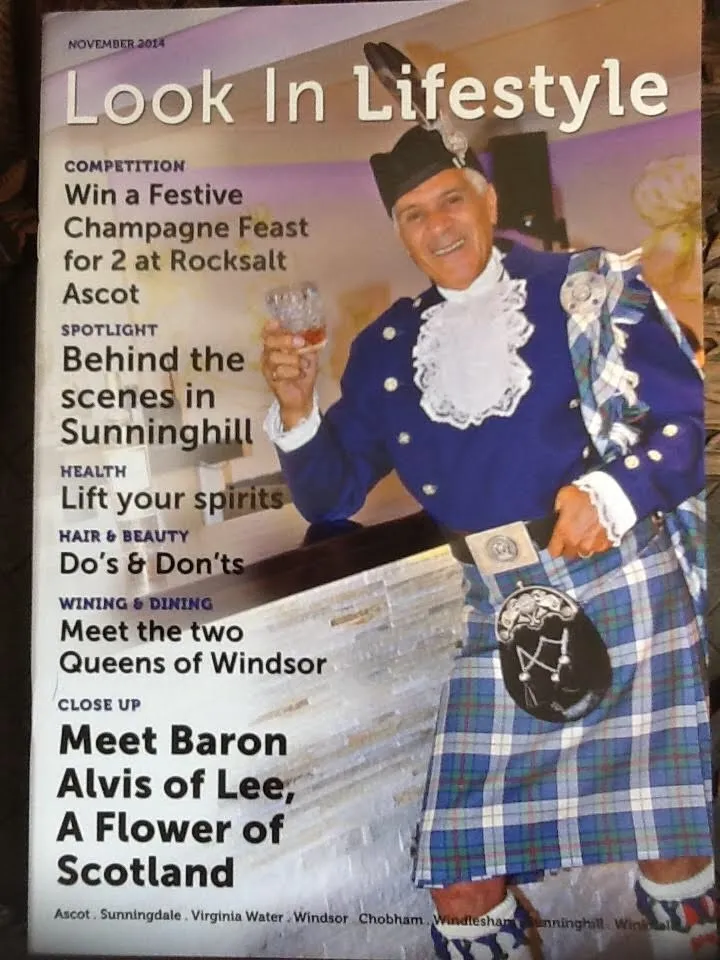 NOVEMBER 2014
Look In Lifestyle
COMPETITION
Win a Festive
Champagne Feast
for 2 at Rocksalt
Ascot
SPOTLIGHT
Behind the
scenes in
Sunninghill
HEALTH
Lift your spirits
HAIR & BEAUTY
Do's & Don'ts
WINING & DINING
Meet the two
Queens of Windsor
CLOSE UP
Meet Baron
Alvis of Lee,
A Flower of
Scotland
Ascot . Sunningdale . Virginia Water . Windsor Chobham . Windlesham . Sunninghill .